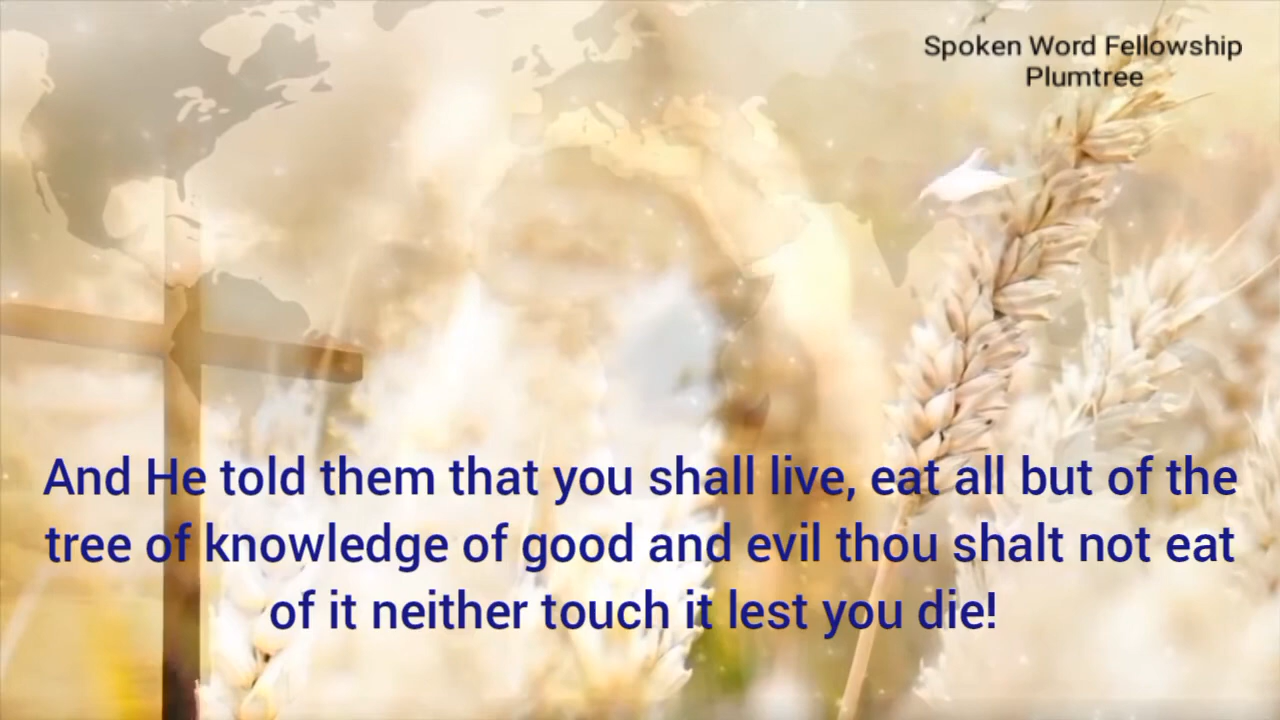 Spoken Word Fellowship
Plumtree
And He told them that you shall live, eat all but of the
tree of knowledge of good and evil thou shalt not eat
of it neither touch it lest you die!